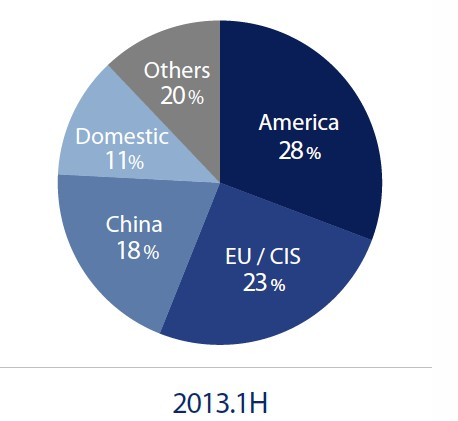 Others
20%
America
28%
Domestic
11%
China
18%
EU / CIS
23%
2013.1H